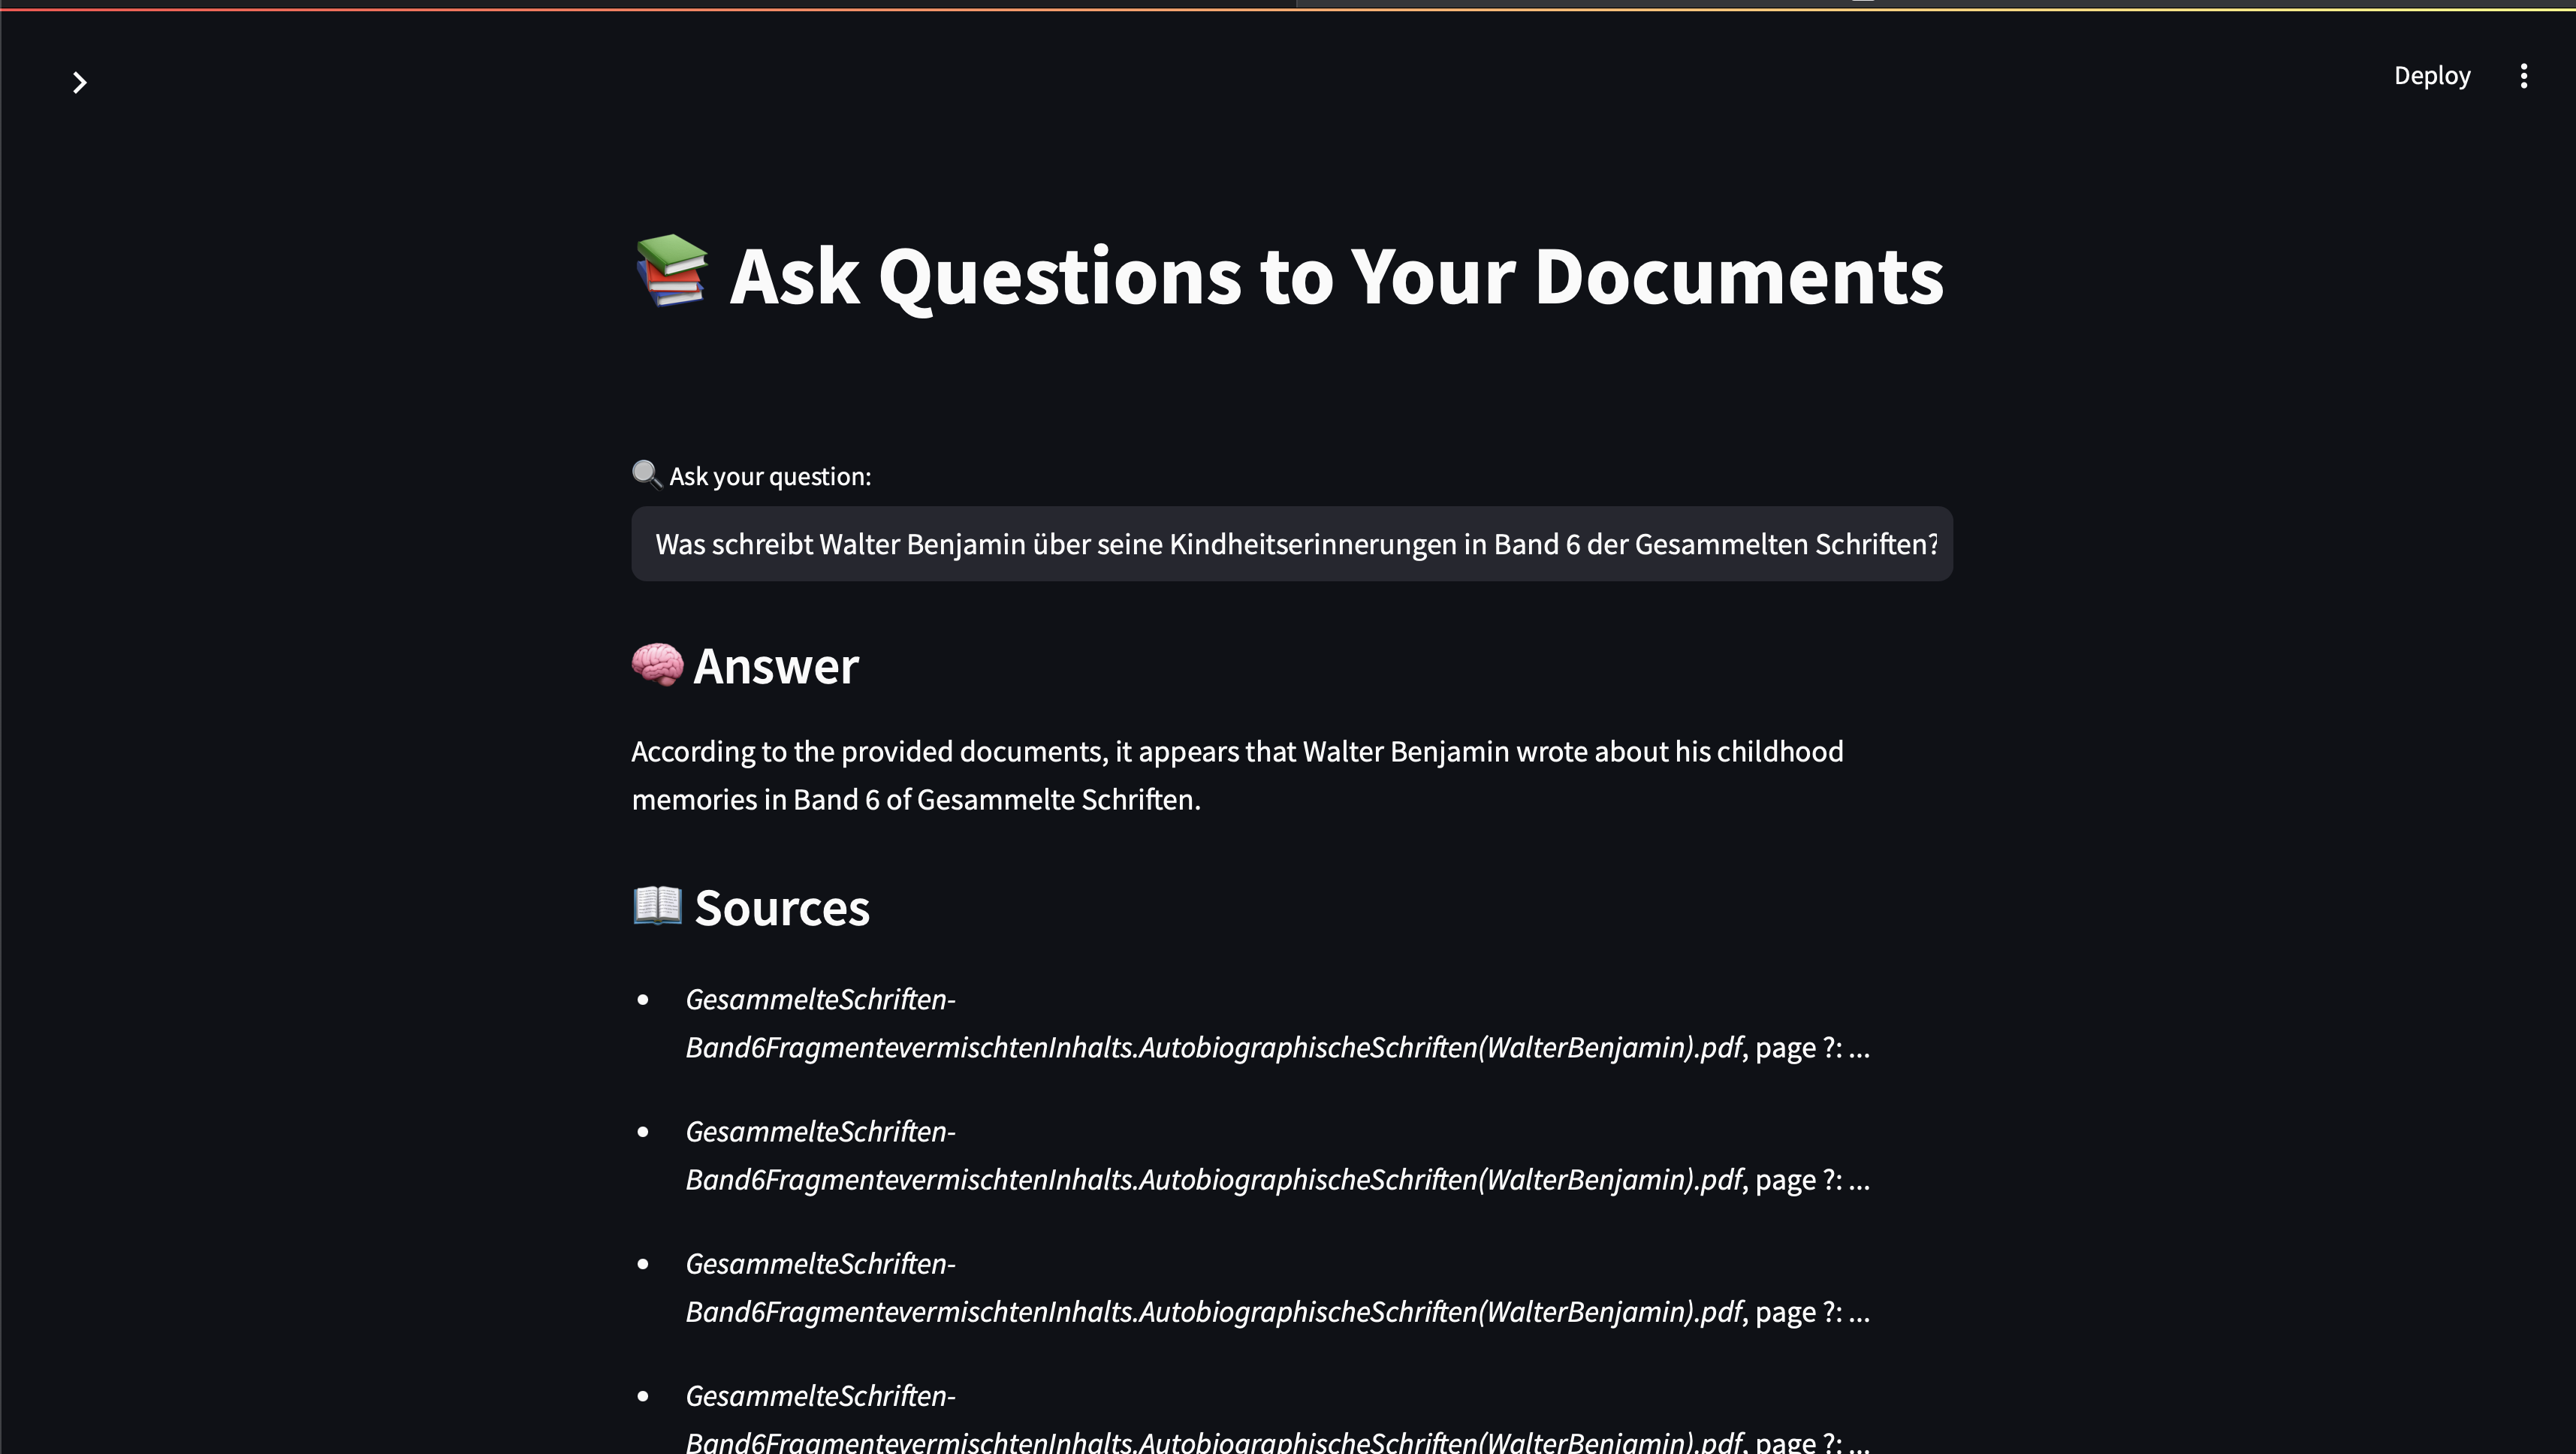 Deploy
Ask Questions to Your Documents
Ask your question:
Was schreibt Walter Benjamin über seine Kindheitserinnerungen in Band 6 der Gesammelten Schriften?
Answer
According to the provided documents, it appears that Walter Benjamin wrote about his childhood
memories in Band 6 of Gesammelte Schriften.
Sources
• GesammelteSchriften-
Band6FragmentevermischtenInhalts.AutobiographischeSchriften(WalterBenjamin).pdf, page ?: ...
• GesammelteSchriften-
Band6FragmentevermischtenInhalts.AutobiographischeSchriften(WalterBenjamin).pdf, page ?: ...
• GesammelteSchriften-
Band6FragmentevermischtenInhalts.AutobiographischeSchriften(WalterBenjamin).pdf, page ?: ...
• GesammelteSchriften-
Band6FragmentevermischtenInhalts.AutobiographischeSchriften(WalterBenjamin).pdf, page ?: ...